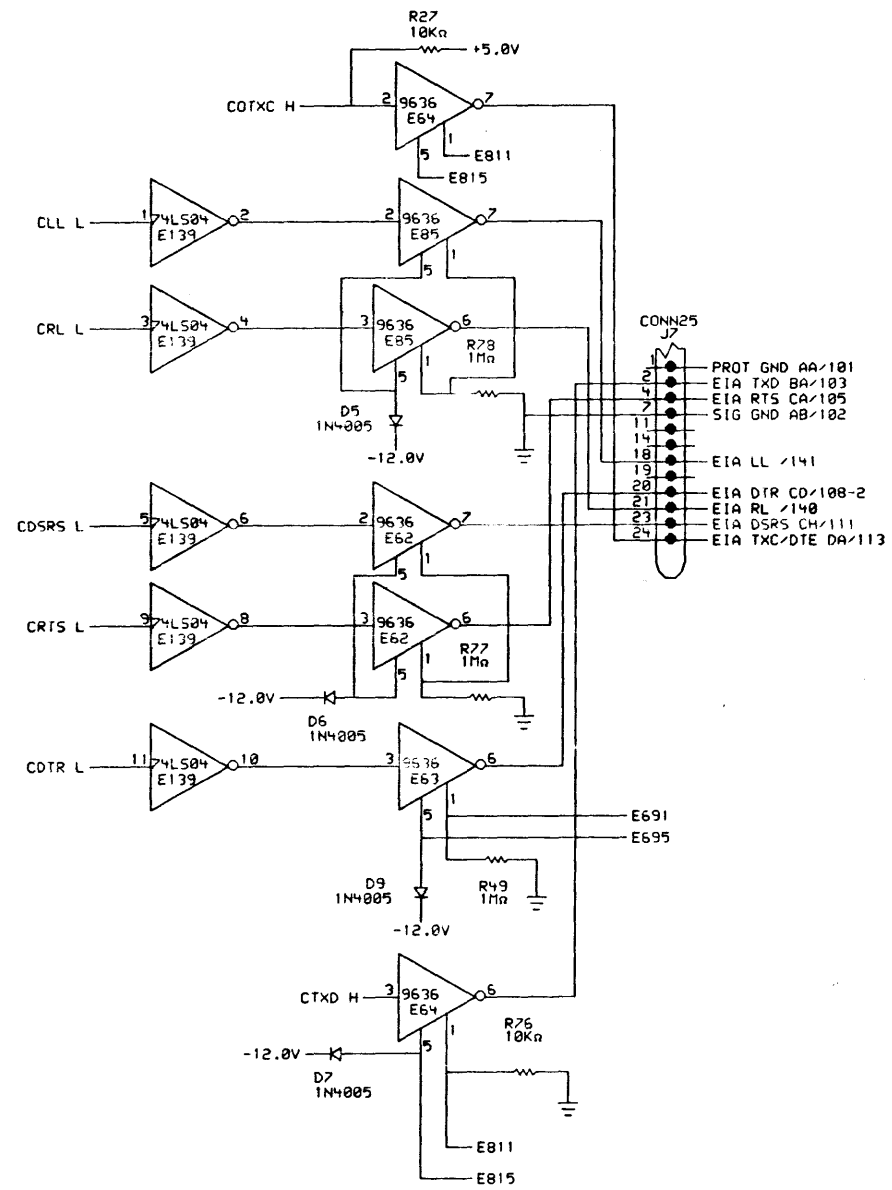 R27
10KΩ
+5.0V
COTXC H
2
9636
E64
7
1
5
E811
E815
CLL L
1
74LS04
E139
2
2
9636
E85
7
1
5
CRL L
3
74LS04
E139
4
3
9636
E85
6
1
5
R78
1MΩ
D5
1N4005
-12.0V
CONN25
J7
1 PROT GND AA/101
2 EIA TXD BA/103
4 EIA RTS CA/105
7 SIG GND AB/102
11
14
18 EIA LL /141
19
20 EIA DTR CD/108-2
21 EIA RL /140
23 EIA DSRS CH/111
24 EIA TXC/DTE DA/113
CDSRS L
5
74LS04
E139
6
2
9636
E62
7
1
5
CRTS L
9
74LS04
E139
8
3
9636
E62
6
1
5
R77
1MΩ
-12.0V
D6
1N4005
CDTR L
11
74LS04
E139
10
3
9636
E63
6
1
5
E691
E695
D9
1N4005
R49
1MΩ
-12.0V
CTXD H
3
9636
E64
6
1
5
R76
10KΩ
-12.0V
D7
1N4005
E811
E815